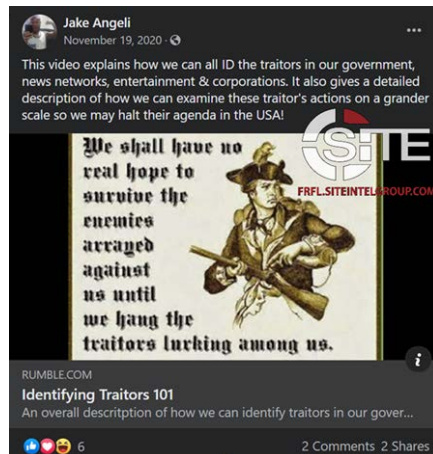 Jake Angeli
November 19, 2020 ·
This video explains how we can all ID the traitors in our government,
news networks, entertainment & corporations. It also gives a detailed
description of how we can examine these traitor's actions on a grander
scale so we may halt their agenda in the USA!
We shall have no
real hope to
survive the
enemies
arrayed
against
us until
we hang the
traitors lurking among us.
SITE
FRFL.SITEINTELGROUP.COM
i
RUMBLE.COM
Identifying Traitors 101
An overall descritption of how we can identify traitors in our gover...
6
2 Comments 2 Shares